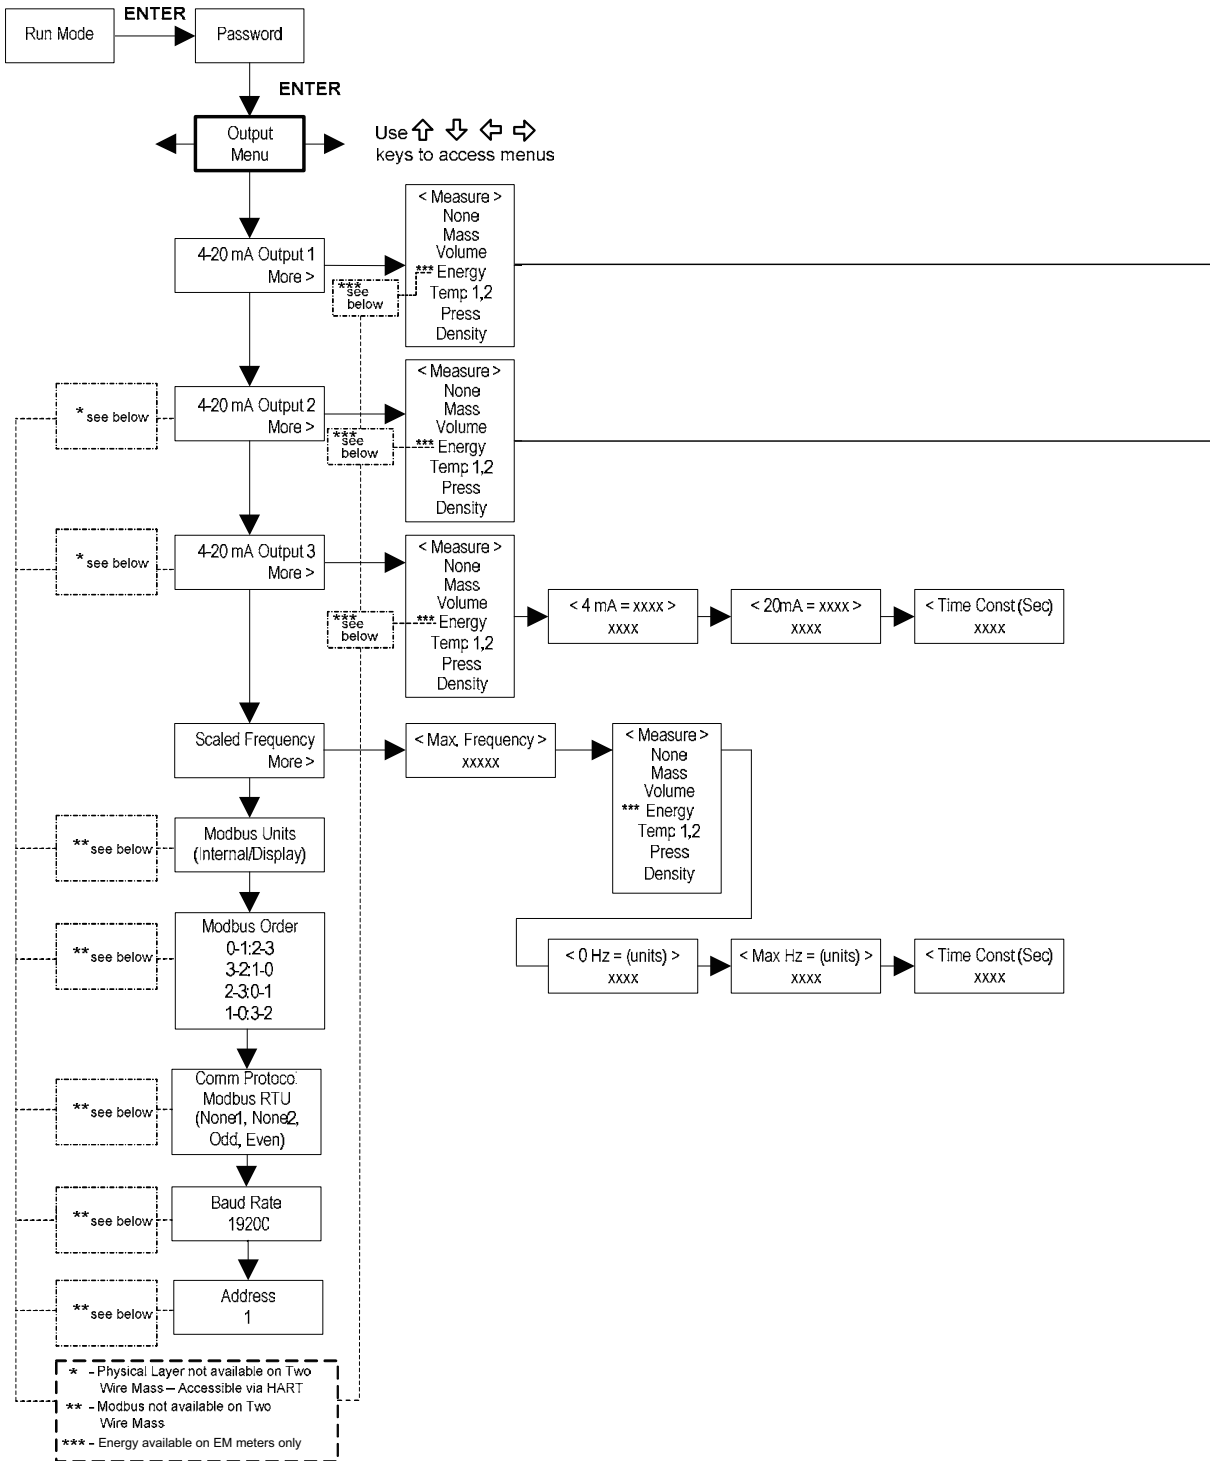 ENTER
Run Mode
Password
ENTER
Output
Menu
Use
keys to access menus
< Measure >
None
Mass
Volume
*** Energy
Temp 1,2
Press
Density
4-20 mA Output 1
More >
***
see
below
< Measure >
None
Mass
Volume
*** Energy
Temp 1,2
Press
Density
* see below
4-20 mA Output 2
More >
***
see
below
* see below
4-20 mA Output 3
More >
< Measure >
None
Mass
Volume
*** Energy
Temp 1,2
Press
Density
***
see
below
< 4 mA = xxxx >
xxxx
< 20mA = xxxx >
xxxx
< Time Const (Sec)
xxxx
Scaled Frequency
More >
< Max. Frequency >
xxxxx
< Measure >
None
Mass
Volume
*** Energy
Temp 1,2
Press
Density
** see below
Modbus Units
(Internal/Display)
** see below
Modbus Order
0-1:2-3
3-2:1-0
2-3:0-1
1-0:3-2
< 0 Hz = (units) >
xxxx
< Max Hz = (units) >
xxxx
< Time Const (Sec)
xxxx
** see below
Comm Protocol
Modbus RTU
(None1, None2,
Odd, Even)
** see below
Baud Rate
19200
** see below
Address
1
* - Physical Layer not available on Two
Wire Mass – Accessible via HART
** - Modbus not available on Two
Wire Mass
*** - Energy available on EM meters only